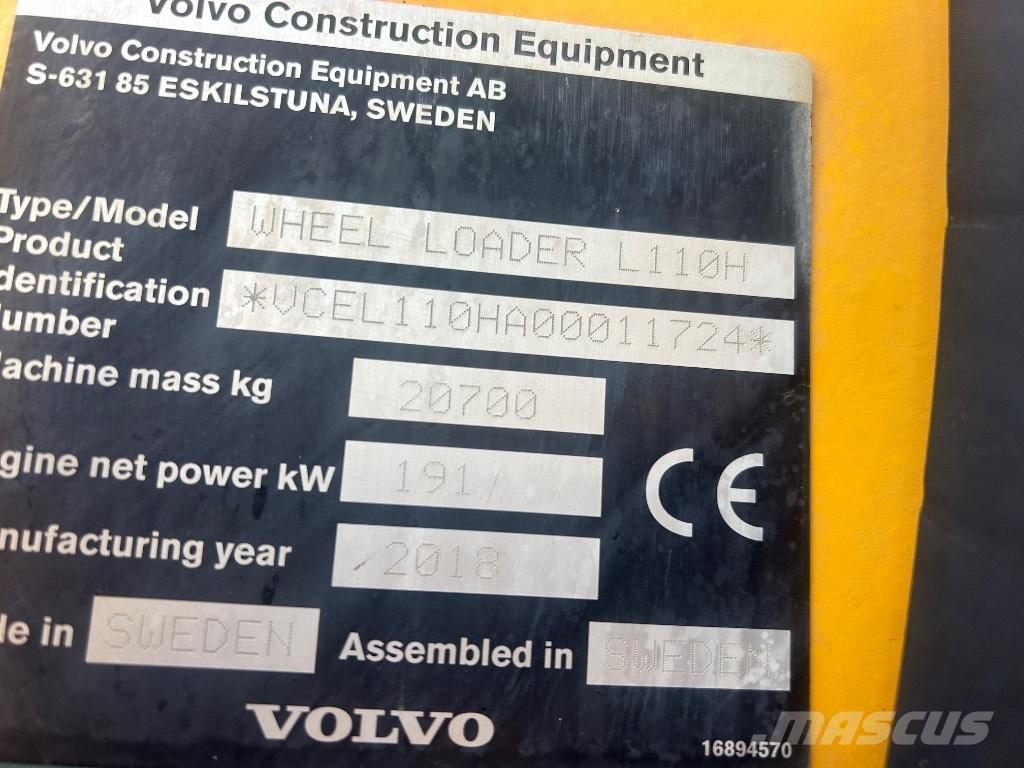 Volvo Construction Equipment
Volvo Construction Equipment AB
S-631 85 ESKILSTUNA, SWEDEN
Type/Model WHEEL LOADER L110H
Product
dentification
umber *VCEL110HA00011724*
achine mass kg 20700
gine net power kW 191
nufacturing year 2018
CE
de in SWEDEN Assembled in SWEDEN
VOLVO
16894570
MASCUS